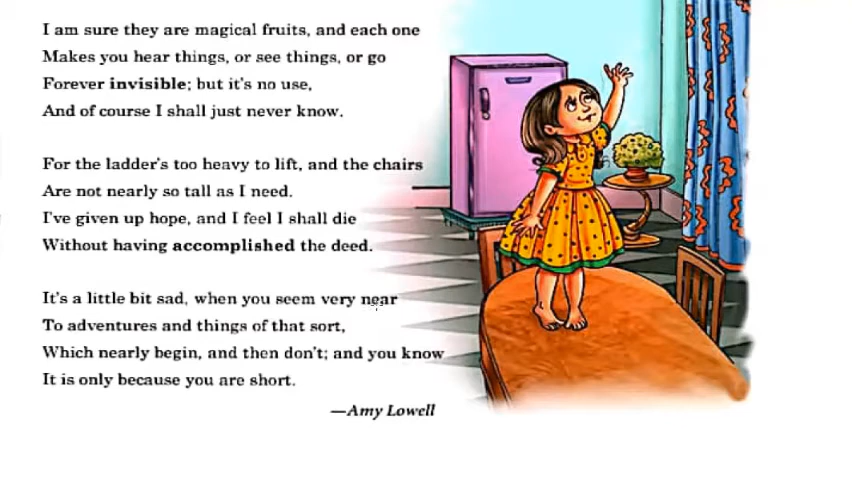 I am sure they are magical fruits, and each one
Makes you hear things, or see things, or go
Forever invisible; but it's no use,
And of course I shall just never know.
For the ladder's too heavy to lift, and the chairs
Are not nearly so tall as I need.
I've given up hope, and I feel I shall die
Without having accomplished the deed.
It's a little bit sad, when you seem very near
To adventures and things of that sort,
Which nearly begin, and then don't; and you know
It is only because you are short.
—Amy Lowell